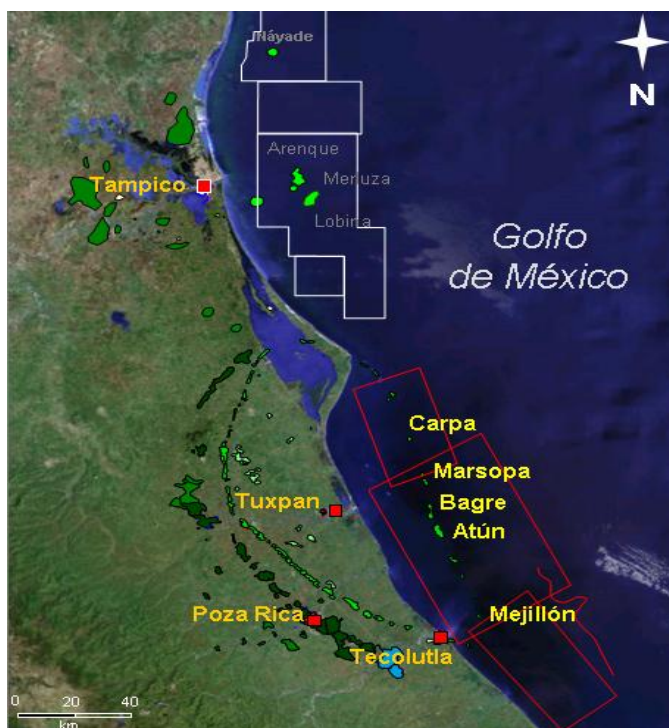 Náyade
N
Arenque
Meruza
Tampico
Lobina
Golfo
de México
Carpa
Marsopa
Bagre
Tuxpan
Atún
Poza Rica
Mejillón
Tecolutla
0 20 40
km